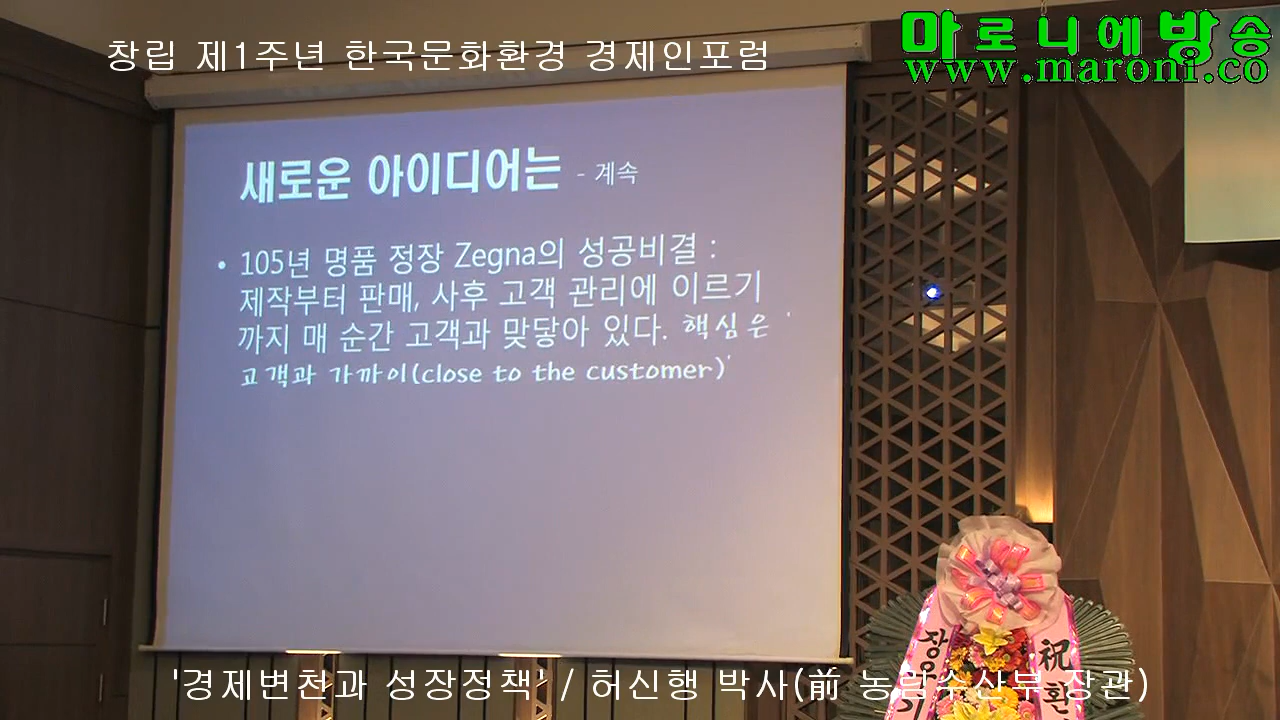 창립 제1주년 한국문화환경 경제인포럼
마로니에방송
www.maroni.co
새로운 아이디어는 - 계속
• 105년 명품 정장 Zegna의 성공비결 :
제작부터 판매, 사후 고객 관리에 이르기
까지 매 순간 고객과 맞닿아 있다. 핵심은 '
고객과 가까이(close to the customer)'
'경제변천과 성장정책' / 허신행 박사(前 농림수산부 장관)
祝
환